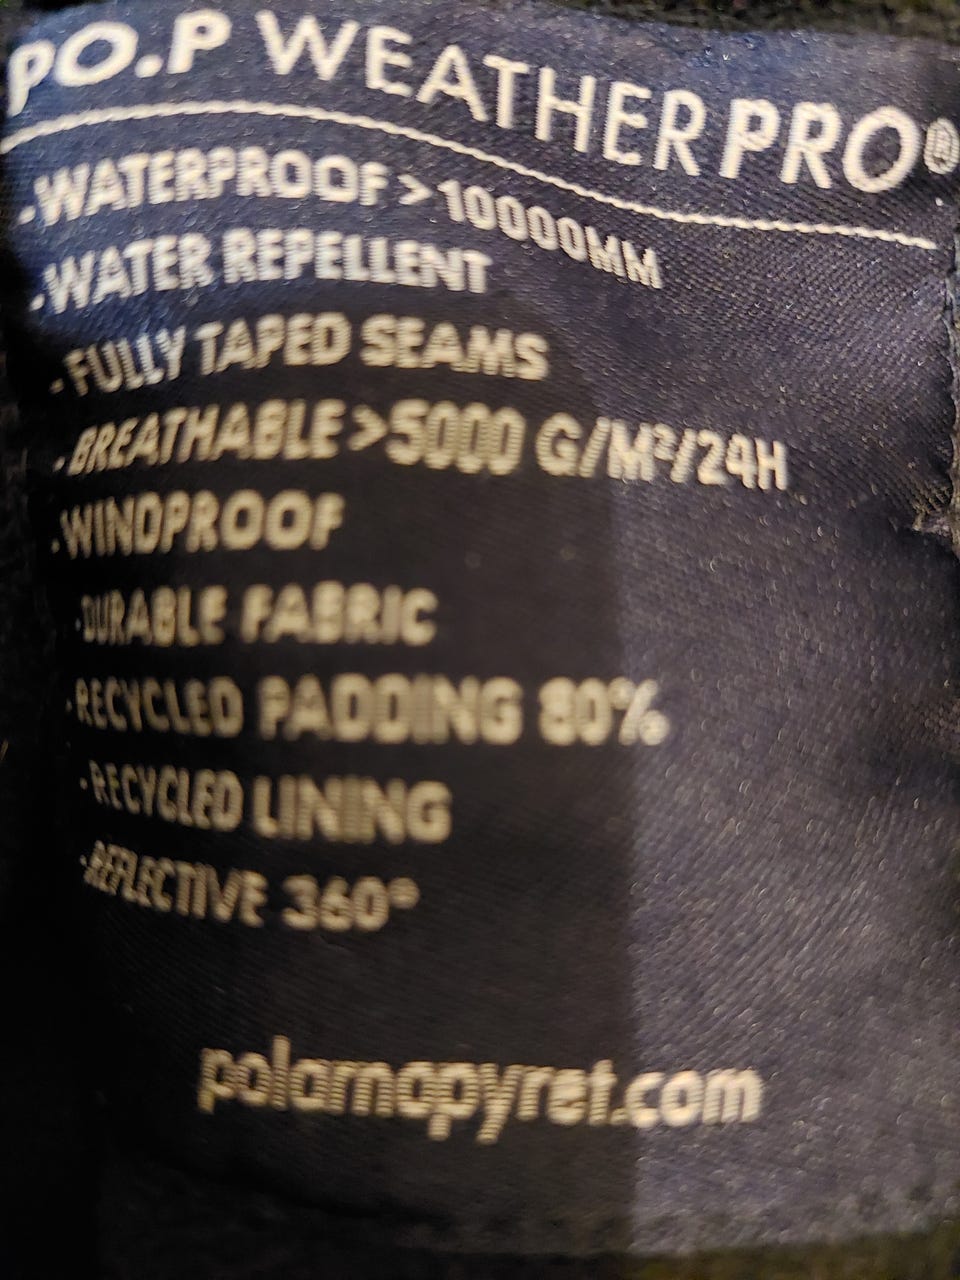 PO.P WEATHERPRO®
·WATERPROOF>10000MM
·WATER REPELLENT
·FULLY TAPED SEAMS
·BREATHABLE>5000 G/M²/24H
·WINDPROOF
·DURABLE FABRIC
·RECYCLED PADDING 80%
·RECYCLED LINING
·REFLECTIVE 360°
polarnopyret.com